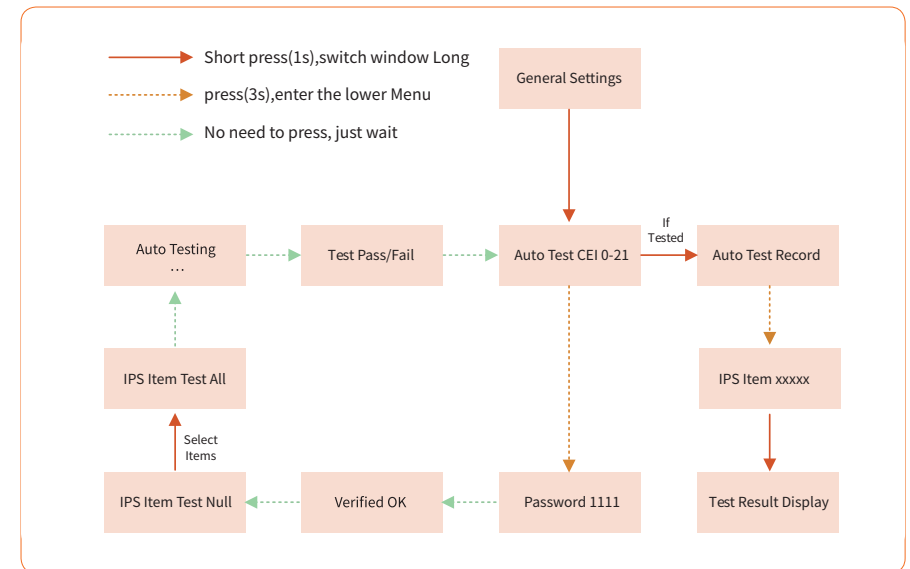 Short press(1s),switch window Long
press(3s),enter the lower Menu
No need to press, just wait
General Settings
If
Tested
Auto Testing
...
Test Pass/Fail
Auto Test CEI 0-21
Auto Test Record
IPS Item Test All
IPS Item xxxxx
Select
Items
IPS Item Test Null
Verified OK
Password 1111
Test Result Display